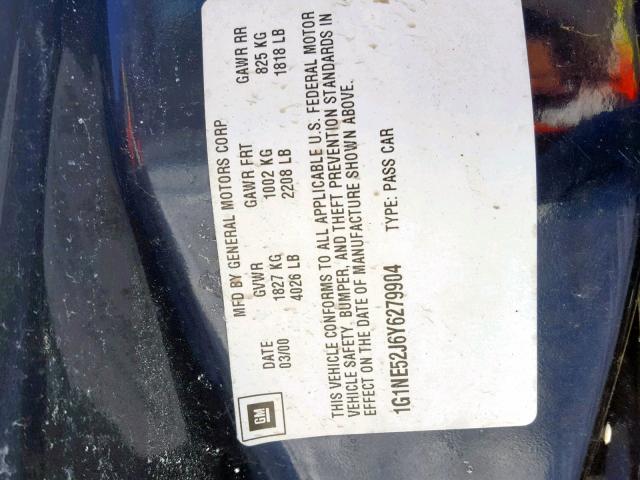 GM
MFD BY GENERAL MOTORS CORP
DATE GVWR GAWR FRT GAWR RR
03/00 1827 KG 1002 KG 825 KG
4026 LB 2208 LB 1818 LB
THIS VEHICLE CONFORMS TO ALL APPLICABLE U.S. FEDERAL MOTOR
VEHICLE SAFETY, BUMPER, AND THEFT PREVENTION STANDARDS IN
EFFECT ON THE DATE OF MANUFACTURE SHOWN ABOVE.
1G1NE52J6Y6279904 TYPE: PASS CAR